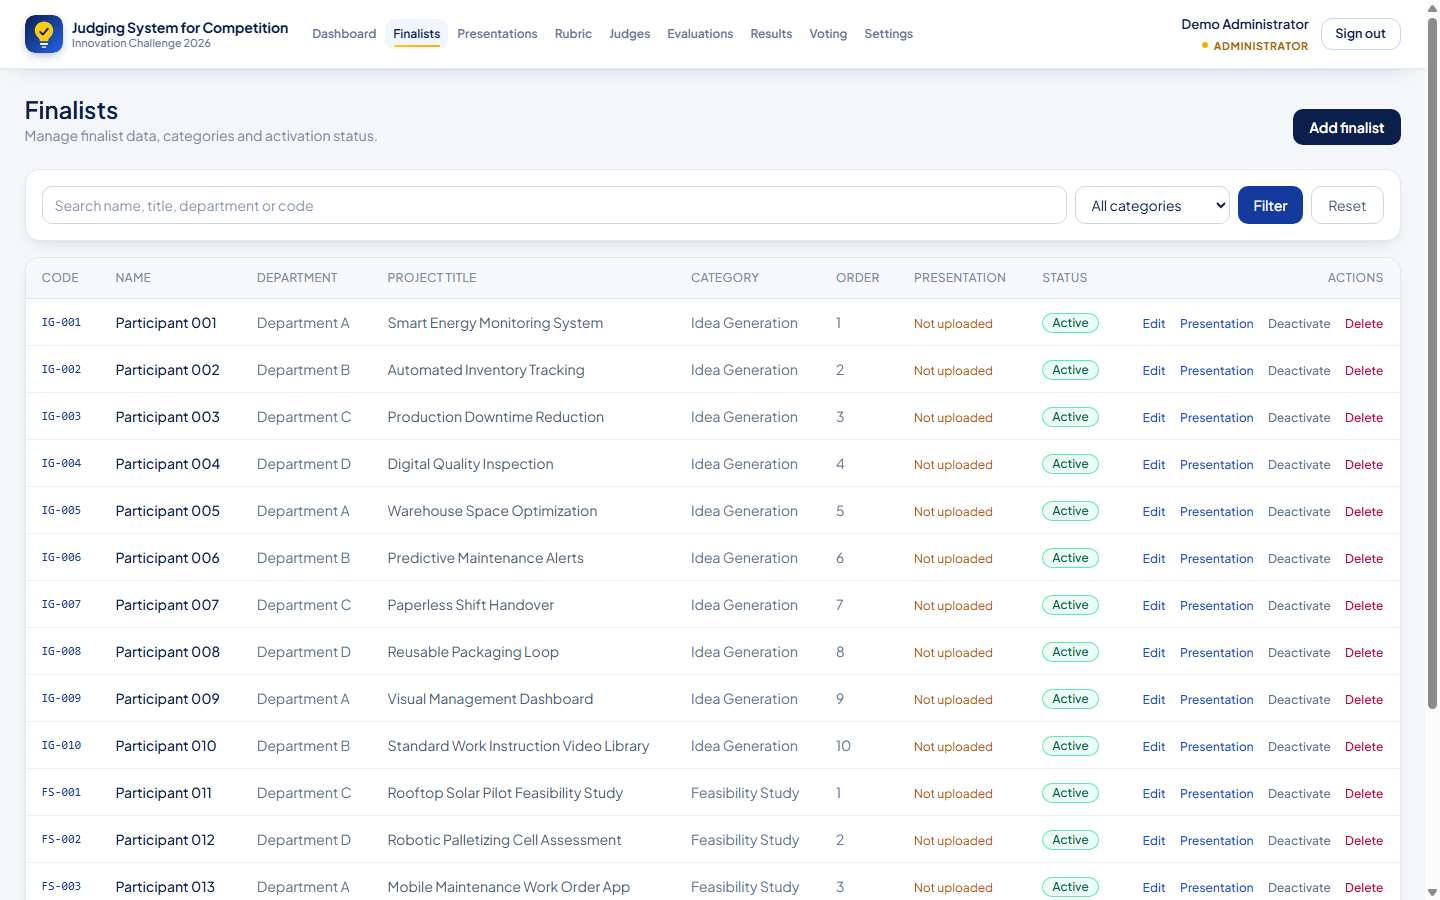 Judging System for Competition
Innovation Challenge 2026
Dashboard Finalists Presentations Rubric Judges Evaluations Results Voting Settings
Demo Administrator
ADMINISTRATOR
Sign out
Finalists
Manage finalist data, categories and activation status.
Add finalist
Search name, title, department or code All categories Filter Reset
CODE NAME DEPARTMENT PROJECT TITLE CATEGORY ORDER PRESENTATION STATUS ACTIONS
IG-001 Participant 001 Department A Smart Energy Monitoring System Idea Generation 1 Not uploaded Active Edit Presentation Deactivate Delete
IG-002 Participant 002 Department B Automated Inventory Tracking Idea Generation 2 Not uploaded Active Edit Presentation Deactivate Delete
IG-003 Participant 003 Department C Production Downtime Reduction Idea Generation 3 Not uploaded Active Edit Presentation Deactivate Delete
IG-004 Participant 004 Department D Digital Quality Inspection Idea Generation 4 Not uploaded Active Edit Presentation Deactivate Delete
IG-005 Participant 005 Department A Warehouse Space Optimization Idea Generation 5 Not uploaded Active Edit Presentation Deactivate Delete
IG-006 Participant 006 Department B Predictive Maintenance Alerts Idea Generation 6 Not uploaded Active Edit Presentation Deactivate Delete
IG-007 Participant 007 Department C Paperless Shift Handover Idea Generation 7 Not uploaded Active Edit Presentation Deactivate Delete
IG-008 Participant 008 Department D Reusable Packaging Loop Idea Generation 8 Not uploaded Active Edit Presentation Deactivate Delete
IG-009 Participant 009 Department A Visual Management Dashboard Idea Generation 9 Not uploaded Active Edit Presentation Deactivate Delete
IG-010 Participant 010 Department B Standard Work Instruction Video Library Idea Generation 10 Not uploaded Active Edit Presentation Deactivate Delete
FS-001 Participant 011 Department C Rooftop Solar Pilot Feasibility Study Feasibility Study 1 Not uploaded Active Edit Presentation Deactivate Delete
FS-002 Participant 012 Department D Robotic Palletizing Cell Assessment Feasibility Study 2 Not uploaded Active Edit Presentation Deactivate Delete
FS-003 Participant 013 Department A Mobile Maintenance Work Order App Feasibility Study 3 Not uploaded Active Edit Presentation Deactivate Delete